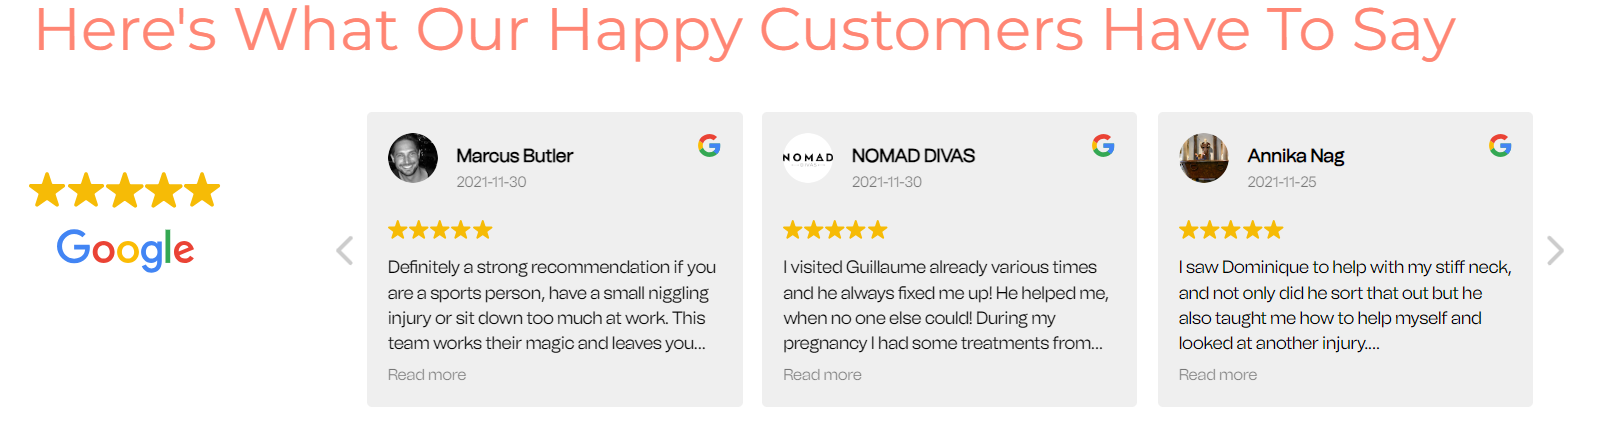 Here's What Our Happy Customers Have To Say
Google
Marcus Butler
2021-11-30
Definitely a strong recommendation if you
are a sports person, have a small niggling
injury or sit down too much at work. This
team works their magic and leaves you...
Read more
NOMAD
DIVAS
NOMAD DIVAS
2021-11-30
I visited Guillaume already various times
and he always fixed me up! He helped me,
when no one else could! During my
pregnancy I had some treatments from...
Read more
Annika Nag
2021-11-25
I saw Dominique to help with my stiff neck,
and not only did he sort that out but he
also taught me how to help myself and
looked at another injury....
Read more